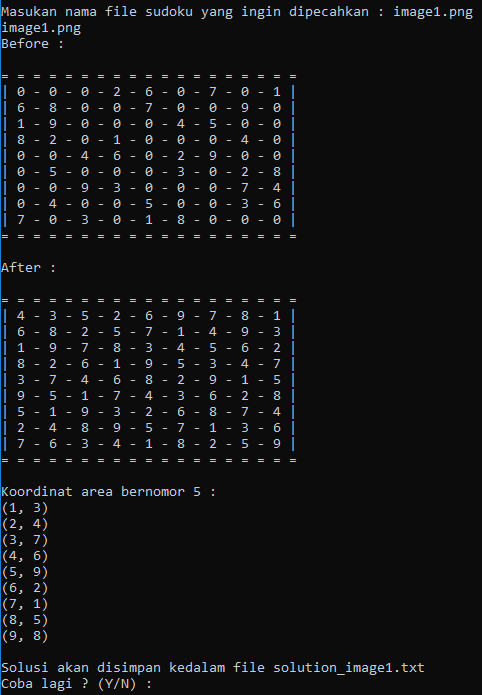 Masukan nama file sudoku yang ingin dipecahkan : image1.png
image1.png
Before :
= = = = = = = = = = = = = = = = = = =
| 0 - 0 - 0 - 2 - 6 - 0 - 7 - 0 - 1 |
| 6 - 8 - 0 - 0 - 7 - 0 - 0 - 9 - 0 |
| 1 - 9 - 0 - 0 - 0 - 4 - 5 - 0 - 0 |
| 8 - 2 - 0 - 1 - 0 - 0 - 0 - 4 - 0 |
| 0 - 0 - 4 - 6 - 0 - 2 - 9 - 0 - 0 |
| 0 - 5 - 0 - 0 - 0 - 3 - 0 - 2 - 8 |
| 0 - 0 - 9 - 3 - 0 - 0 - 0 - 7 - 4 |
| 0 - 4 - 0 - 0 - 5 - 0 - 0 - 3 - 6 |
| 7 - 0 - 3 - 0 - 1 - 8 - 0 - 0 - 0 |
= = = = = = = = = = = = = = = = = = =
After :
= = = = = = = = = = = = = = = = = = =
| 4 - 3 - 5 - 2 - 6 - 9 - 7 - 8 - 1 |
| 6 - 8 - 2 - 5 - 7 - 1 - 4 - 9 - 3 |
| 1 - 9 - 7 - 8 - 3 - 4 - 5 - 6 - 2 |
| 8 - 2 - 6 - 1 - 9 - 5 - 3 - 4 - 7 |
| 3 - 7 - 4 - 6 - 8 - 2 - 9 - 1 - 5 |
| 9 - 5 - 1 - 7 - 4 - 3 - 6 - 2 - 8 |
| 5 - 1 - 9 - 3 - 2 - 6 - 8 - 7 - 4 |
| 2 - 4 - 8 - 9 - 5 - 7 - 1 - 3 - 6 |
| 7 - 6 - 3 - 4 - 1 - 8 - 2 - 5 - 9 |
= = = = = = = = = = = = = = = = = = =
Koordinat area bernomor 5 :
(1, 3)
(2, 4)
(3, 7)
(4, 6)
(5, 9)
(6, 2)
(7, 1)
(8, 5)
(9, 8)
Solusi akan disimpan kedalam file solution_image1.txt
Coba lagi ? (Y/N) :